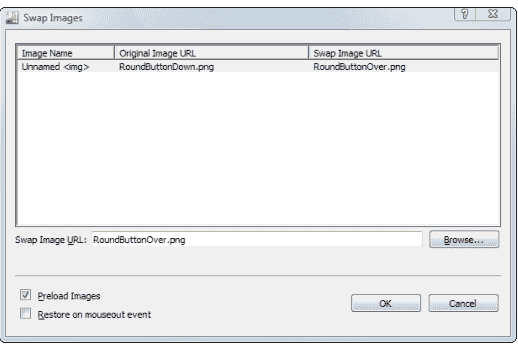 Swap Images
Image Name Original Image URL Swap Image URL
Unnamed <img> RoundButtonDown.png RoundButtonOver.png
Swap Image URL: RoundButtonOver.png Browse...
Preload Images
OK Cancel
Restore on mouseout event